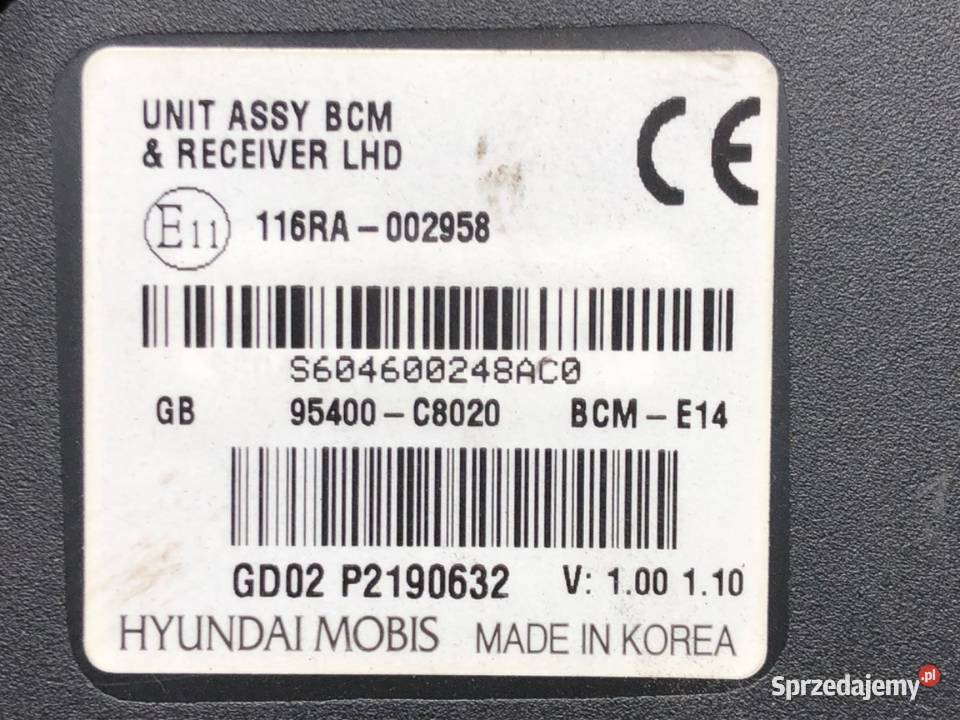 UNIT ASSY BCM
& RECEIVER LHD
CE
E11 116RA-002958
S604600248AC0
GB 95400-C8020 BCM-E14
GD02 P2190632 V: 1.00 1.10
HYUNDAI MOBIS MADE IN KOREA
Sprzedajemy.pl